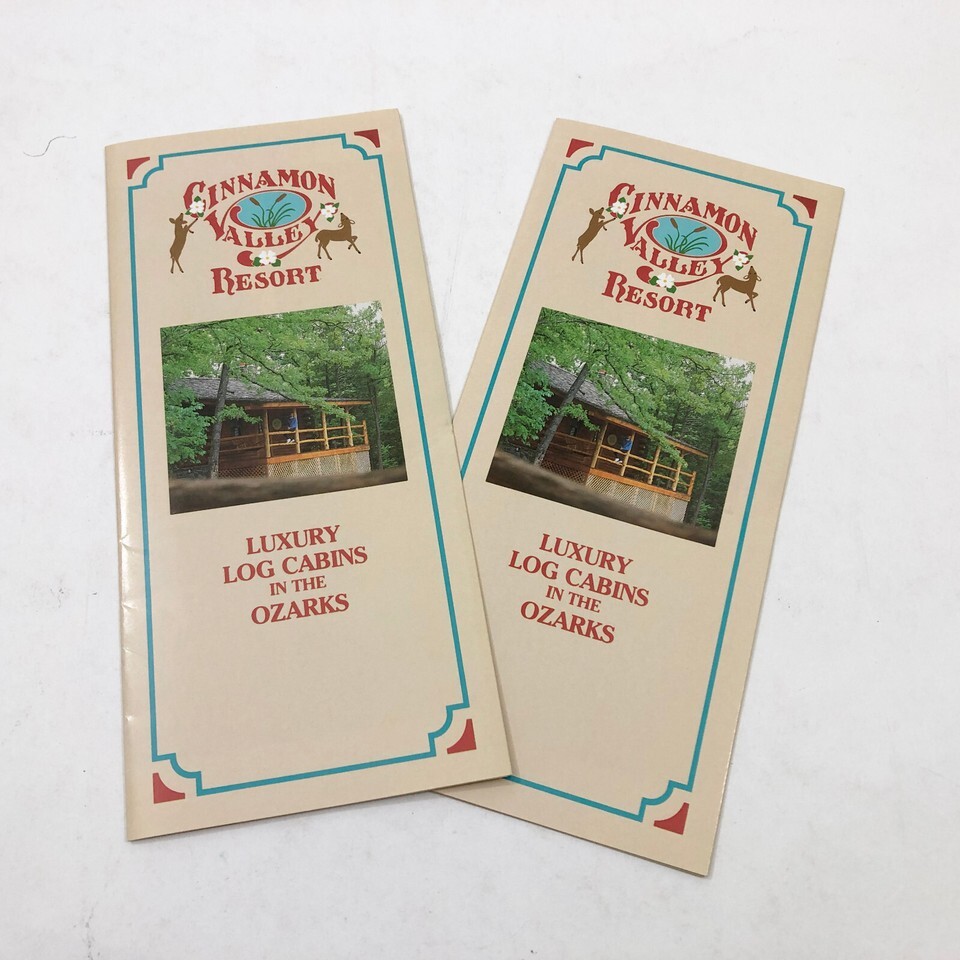 CINNAMON
VALLEY
RESORT
LUXURY
LOG CABINS
IN THE
OZARKS
CINNAMON
VALLEY
RESORT
LUXURY
LOG CABINS
IN THE
OZARKS